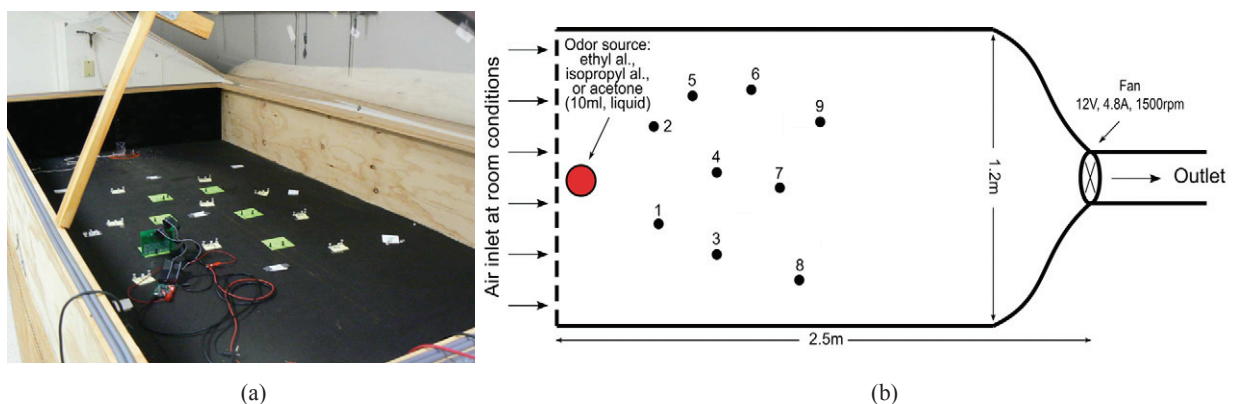 Air inlet at room conditions
Odor source:
ethyl al.,
isopropyl al.,
or acetone
(10ml, liquid)
5
6
2
9
4
7
1
3
8
1.2m
Fan
12V, 4.8A, 1500rpm
Outlet
2.5m
(a)
(b)